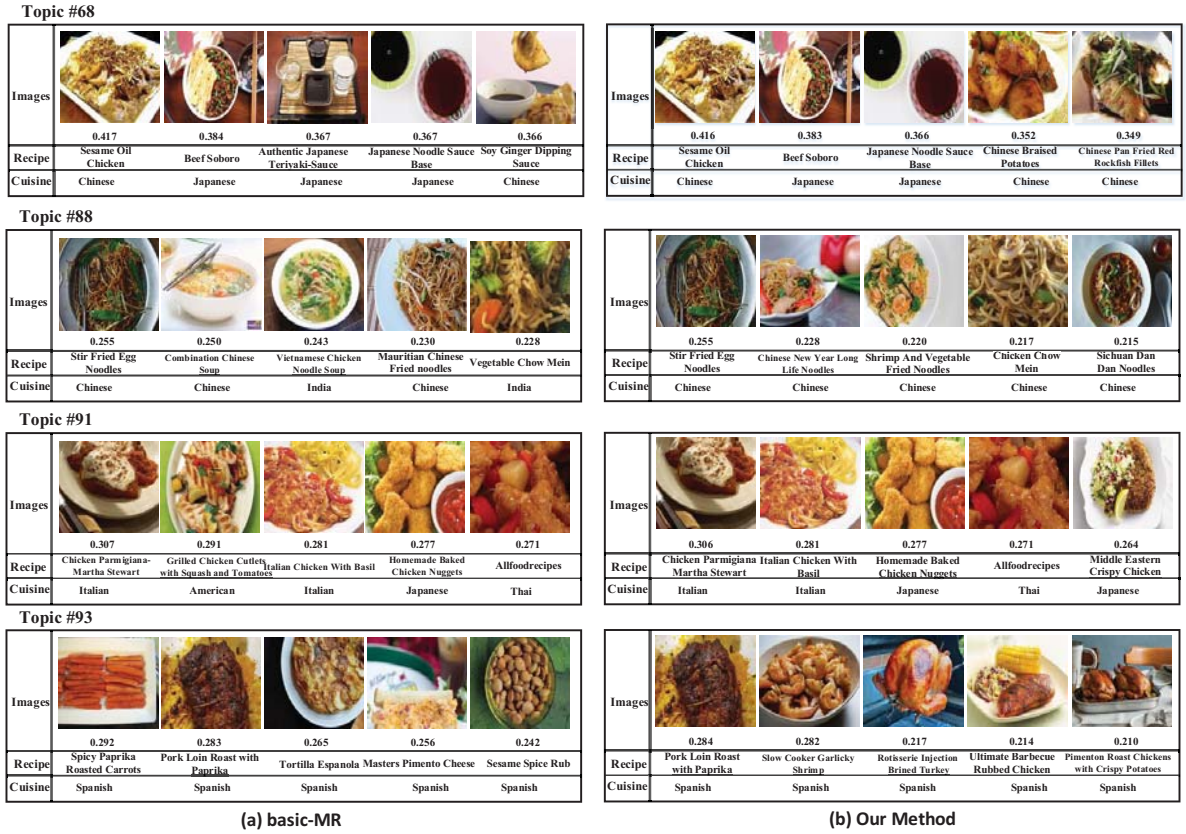 Topic #68
Images
0.417 0.384 0.367 0.367 0.366
Recipe
Sesame Oil Chicken
Beef Soboro
Authentic Japanese Teriyaki-Sauce
Japanese Noodle Sauce Base
Soy Ginger Dipping Sauce
Cuisine
Chinese Japanese Japanese Japanese Chinese
Images
0.416 0.383 0.366 0.352 0.349
Recipe
Sesame Oil Chicken
Beef Soboro
Japanese Noodle Sauce Base
Chinese Braised Potatoes
Chinese Pan Fried Red Rockfish Fillets
Cuisine
Chinese Japanese Japanese Chinese Chinese
Topic #88
Images
0.255 0.250 0.243 0.230 0.228
Recipe
Stir Fried Egg Noodles
Combination Chinese Soup
Vietnamese Chicken Noodle Soup
Mauritian Chinese Fried noodles
Vegetable Chow Mein
Cuisine
Chinese Chinese India Chinese India
Images
0.255 0.228 0.220 0.217 0.215
Recipe
Stir Fried Egg Noodles
Chinese New Year Long Life Noodles
Shrimp And Vegetable Fried Noodles
Chicken Chow Mein
Sichuan Dan Dan Noodles
Cuisine
Chinese Chinese Chinese Chinese Chinese
Topic #91
Images
0.307 0.291 0.281 0.277 0.271
Recipe
Chicken Parmigiana-Martha Stewart
Grilled Chicken Cutlets with Squash and Tomatoes
Italian Chicken With Basil
Homemade Baked Chicken Nuggets
Allfoodrecipes
Cuisine
Italian American Italian Japanese Thai
Images
0.306 0.281 0.277 0.271 0.264
Recipe
Chicken Parmigiana Martha Stewart
Italian Chicken With Basil
Homemade Baked Chicken Nuggets
Allfoodrecipes
Middle Eastern Crispy Chicken
Cuisine
Italian Italian Japanese Thai Japanese
Topic #93
Images
0.292 0.283 0.265 0.256 0.242
Recipe
Spicy Paprika Roasted Carrots
Pork Loin Roast with Paprika
Tortilla Espanola
Masters Pimento Cheese
Sesame Spice Rub
Cuisine
Spanish Spanish Spanish Spanish Spanish
Images
0.284 0.282 0.217 0.214 0.210
Recipe
Pork Loin Roast with Paprika
Slow Cooker Garlicky Shrimp
Rotisserie Injection Brined Turkey
Ultimate Barbecue Rubbed Chicken
Pimenton Roast Chickens with Crispy Potatoes
Cuisine
Spanish Spanish Spanish Spanish Spanish
(a) basic-MR
(b) Our Method